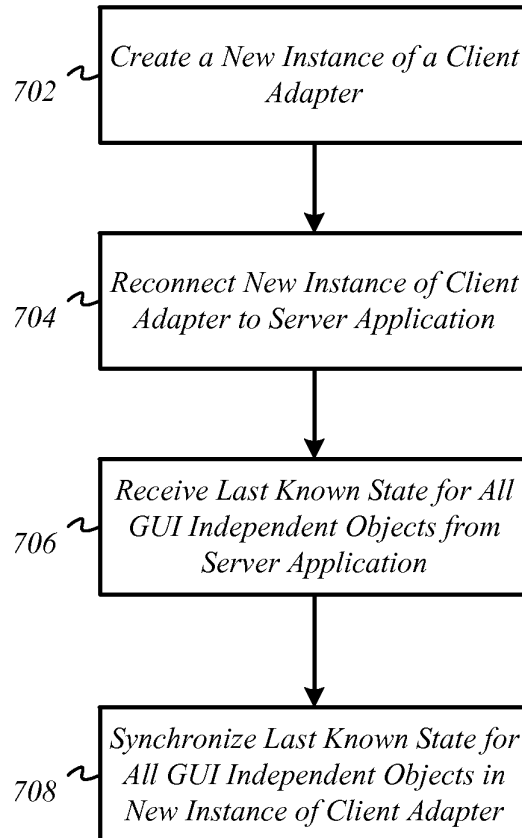 Create a New Instance of a Client
Adapter
702
Reconnect New Instance of Client
Adapter to Server Application
704
Receive Last Known State for All
GUI Independent Objects from
Server Application
706
Synchronize Last Known State for
All GUI Independent Objects in
New Instance of Client Adapter
708